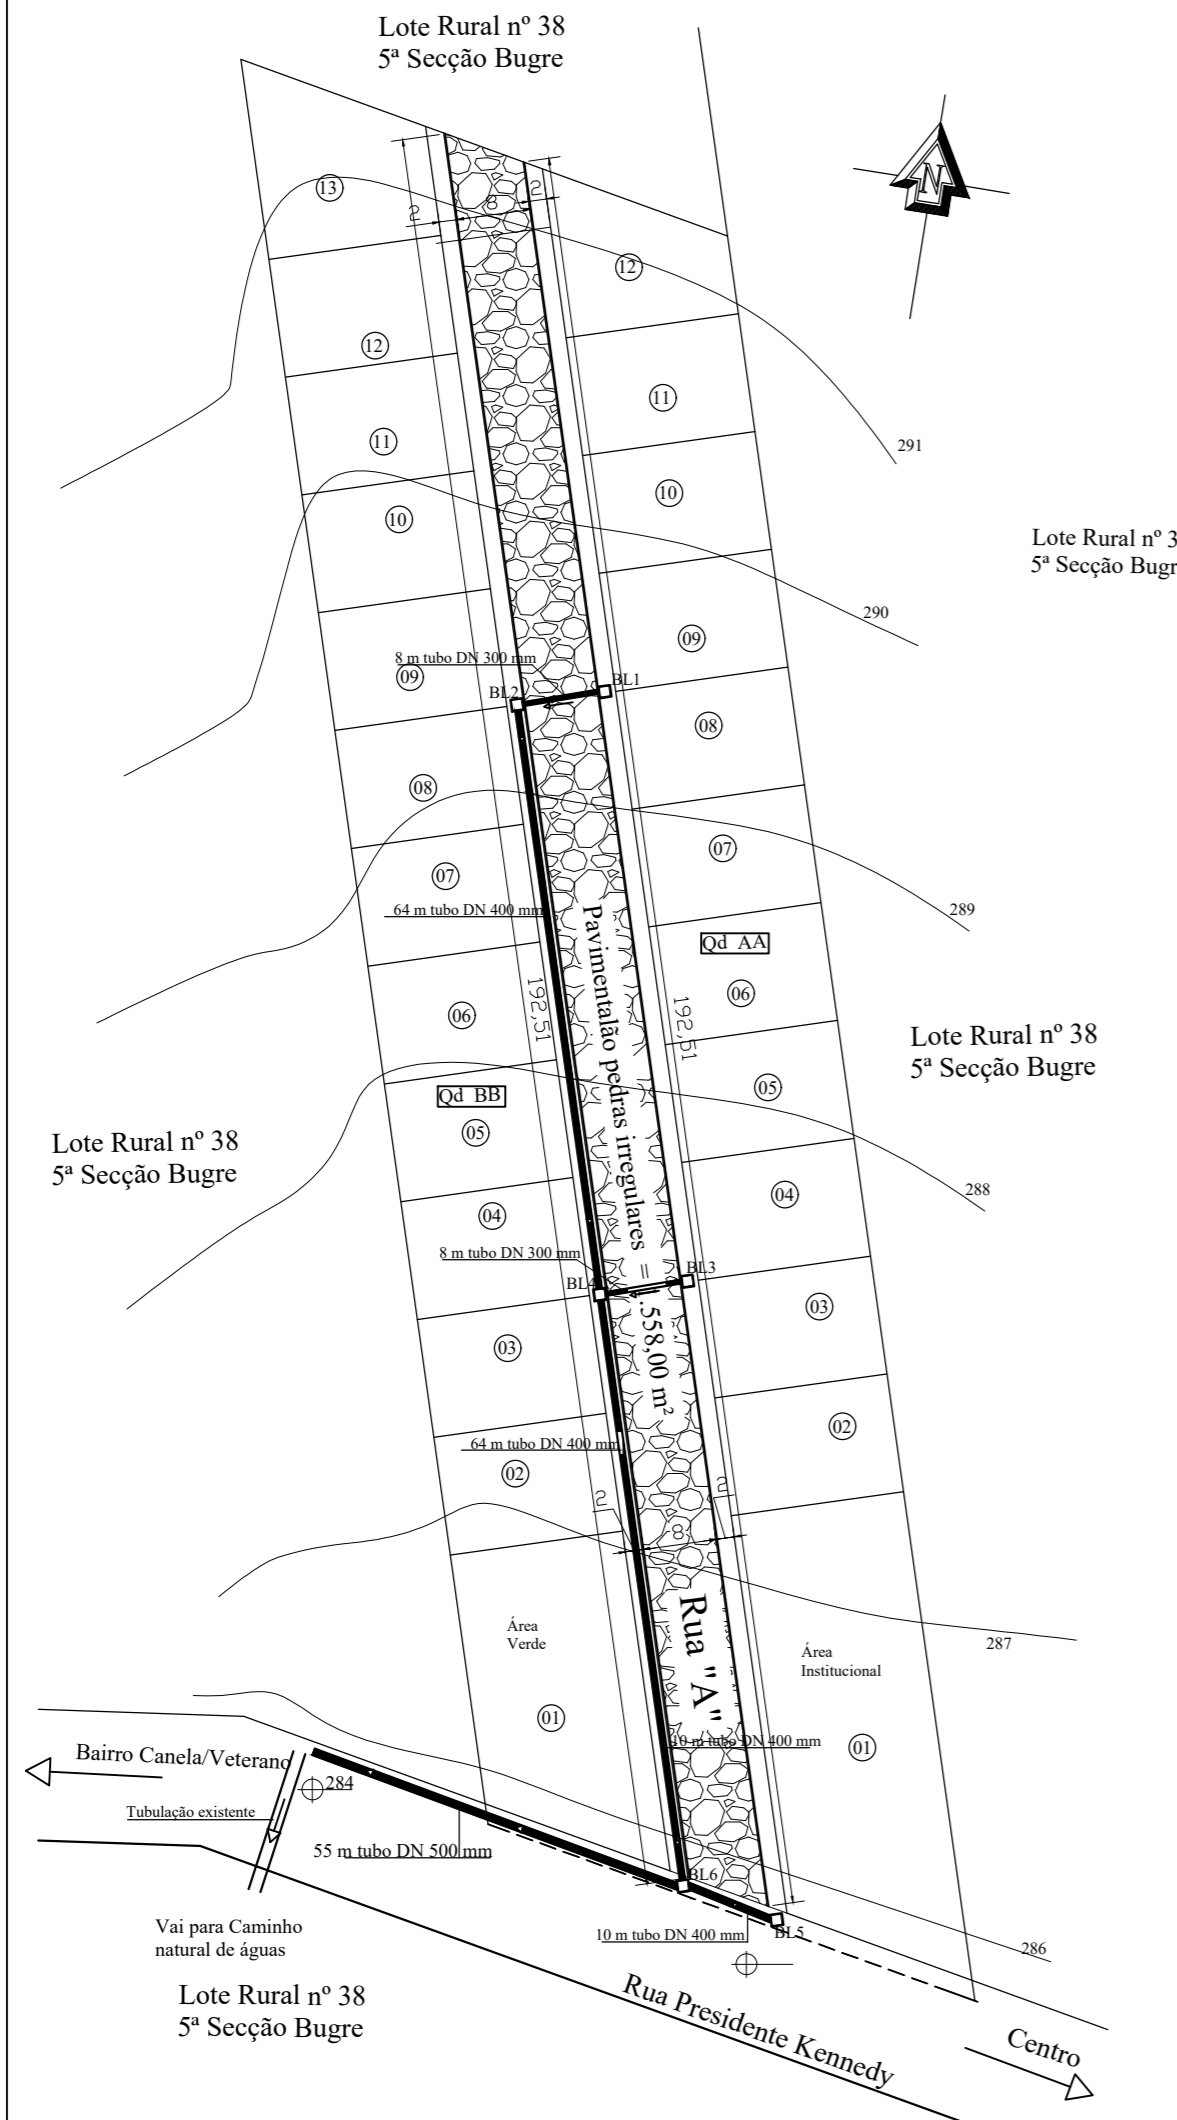 Lote Rural nº 38
5ª Secção Bugre
N
13
2
8
2
12
12
11
11
291
10
10
Lote Rural nº 3
5ª Secção Bugr
290
09
8 m tubo DN 300 mm
09
BL2
BL1
08
08
07
07
289
64 m tubo DN 400 mm
Qd AA
06
06
192,51
192,51
Pavimentalão pedras irregulares = 1.558,00 m²
Lote Rural nº 38
5ª Secção Bugre
05
Qd BB
05
Lote Rural nº 38
5ª Secção Bugre
288
04
04
8 m tubo DN 300 mm
BL4
BL3
03
03
02
64 m tubo DN 400 mm
02
2
2
8
Rua "A"
Área
Verde
287
Área
Institucional
01
10 m tubo DN 400 mm
01
Bairro Canela/Veterano
284
Tubulação existente
55 m tubo DN 500 mm
BL6
Vai para Caminho
natural de águas
10 m tubo DN 400 mm
BL5
286
Lote Rural nº 38
5ª Secção Bugre
Rua Presidente Kennedy
Centro